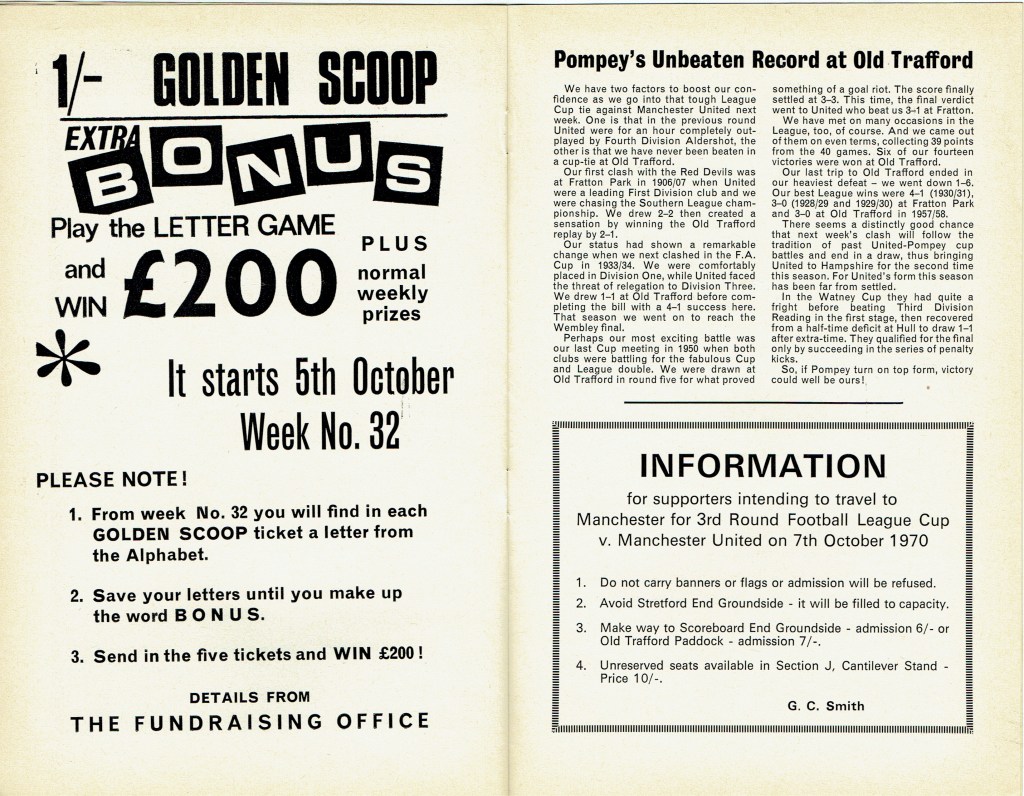 1/- GOLDEN SCOOP
EXTRA
BONUS
Play the LETTER GAME
and
WIN
£200
PLUS
normal
weekly
prizes
It starts 5th October
Week No. 32
PLEASE NOTE!
1. From week No. 32 you will find in each
GOLDEN SCOOP ticket a letter from
the Alphabet.
2. Save your letters until you make up
the word BONUS.
3. Send in the five tickets and WIN £200!
DETAILS FROM
THE FUNDRAISING OFFICE
Pompey's Unbeaten Record at Old Trafford
We have two factors to boost our con-
fidence as we go into that tough League
Cup tie against Manchester United next
week. One is that in the previous round
United were for an hour completely out-
played by Fourth Division Aldershot, the
other is that we have never been beaten in
a cup-tie at Old Trafford.
Our first clash with the Red Devils was
at Fratton Park in 1906/07 when United
were a leading First Division club and we
were chasing the Southern League cham-
pionship. We drew 2-2 then created a
sensation by winning the Old Trafford
replay by 2-1.
Our status had shown a remarkable
change when we next clashed in the F.A.
Cup in 1933/34. We were comfortably
placed in Division One, while United faced
the threat of relegation to Division Three.
We drew 1-1 at Old Trafford before com-
pleting the bill with a 4-1 success here.
That season we went on to reach the
Wembley final.
Perhaps our most exciting battle was
our last Cup meeting in 1950 when both
clubs were battling for the fabulous Cup
and League double. We were drawn at
Old Trafford in round five for what proved
something of a goal riot. The score finally
settled at 3-3. This time, the final verdict
went to United who beat us 3-1 at Fratton.
We have met on many occasions in the
League, too, of course. And we came out
of them on even terms, collecting 39 points
from the 40 games. Six of our fourteen
victories were won at Old Trafford.
Our last trip to Old Trafford ended in
our heaviest defeat – we went down 1-6.
Our best League wins were 4-1 (1930/31),
3-0 (1928/29 and 1929/30) at Fratton Park
and 3-0 at Old Trafford in 1957/58.
There seems a distinctly good chance
that next week's clash will follow the
tradition of past United-Pompey cup
battles and end in a draw, thus bringing
United to Hampshire for the second time
this season. For United's form this season
has been far from settled.
In the Watney Cup they had quite a
fright before beating Third Division
Reading in the first stage, then recovered
from a half-time deficit at Hull to draw 1-1
after extra-time. They qualified for the final
only by succeeding in the series of penalty
kicks.
So, if Pompey turn on top form, victory
could well be ours!
INFORMATION
for supporters intending to travel to
Manchester for 3rd Round Football League Cup
v. Manchester United on 7th October 1970
1. Do not carry banners or flags or admission will be refused.
2. Avoid Stretford End Groundside - it will be filled to capacity.
3. Make way to Scoreboard End Groundside - admission 6/- or
Old Trafford Paddock - admission 7/-.
4. Unreserved seats available in Section J, Cantilever Stand -
Price 10/-.
G. C. Smith